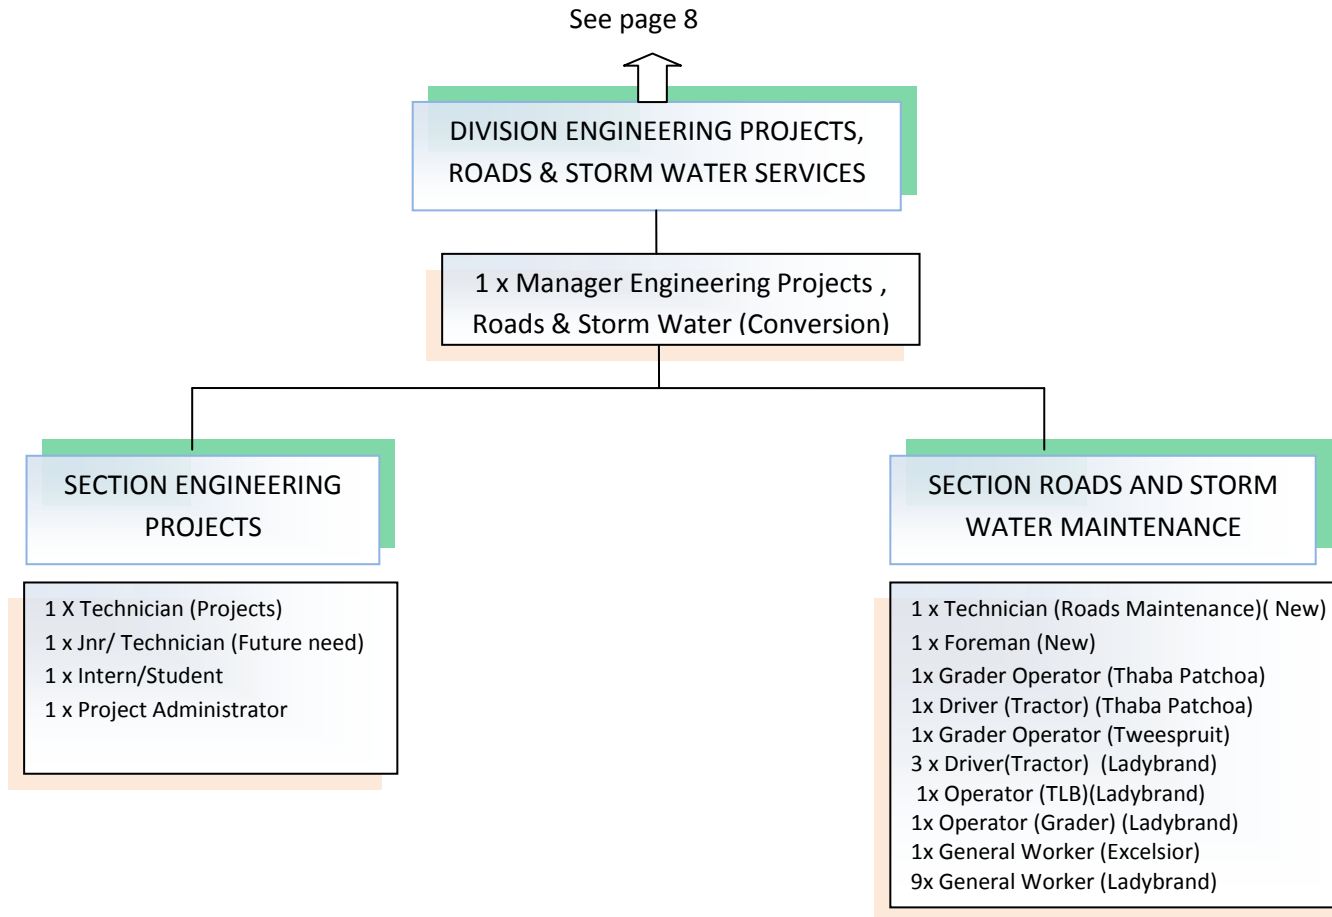 See page 8
DIVISION ENGINEERING PROJECTS,
ROADS & STORM WATER SERVICES
1 x Manager Engineering Projects ,
Roads & Storm Water (Conversion)
SECTION ENGINEERING
PROJECTS
1 X Technician (Projects)
1 x Jnr/ Technician (Future need)
1 x Intern/Student
1 x Project Administrator
SECTION ROADS AND STORM
WATER MAINTENANCE
1 x Technician (Roads Maintenance)( New)
1 x Foreman (New)
1x Grader Operator (Thaba Patchoa)
1x Driver (Tractor) (Thaba Patchoa)
1x Grader Operator (Tweespruit)
3 x Driver(Tractor)  (Ladybrand)
1x Operator (TLB)(Ladybrand)
1x Operator (Grader) (Ladybrand)
1x General Worker (Excelsior)
9x General Worker (Ladybrand)